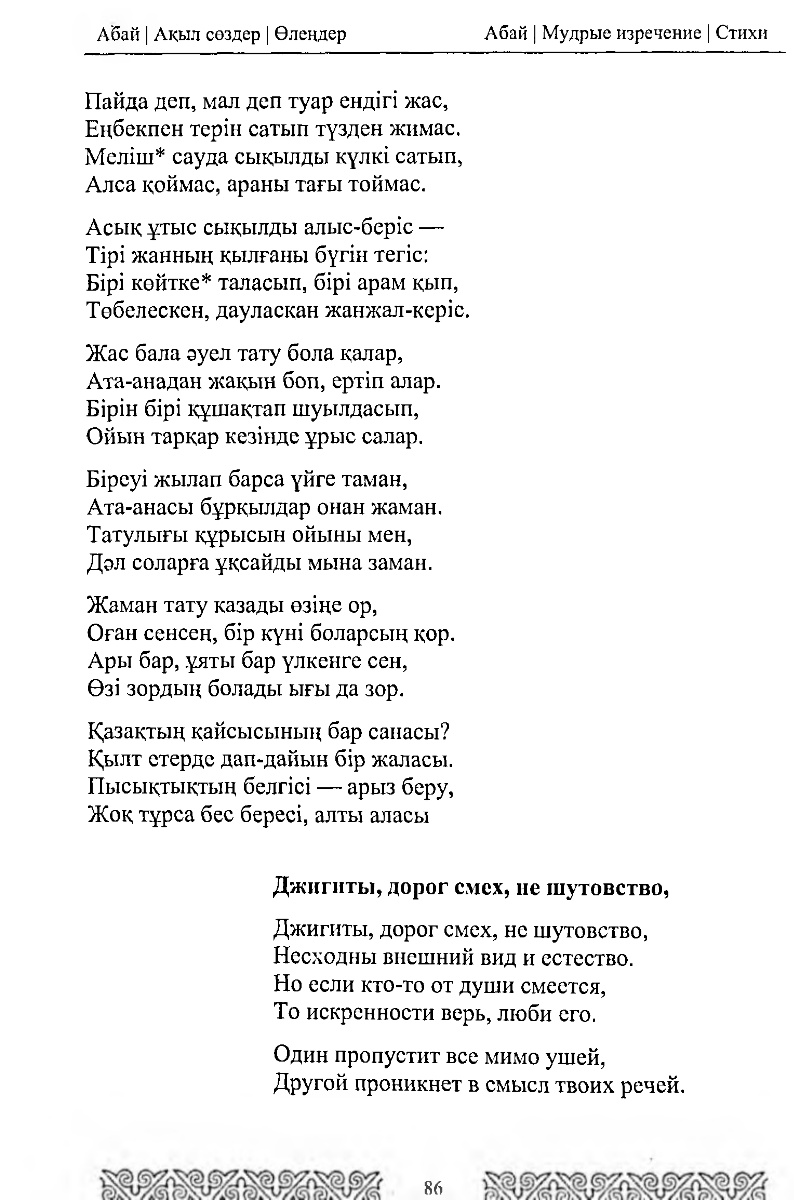 Абай | Ақыл сөздер | Өлеңдер
Абай | Мудрые изречение | Стихи
Пайда деп, мал деп туар ендігі жас,
Еңбекпен терін сатып түзден жимас.
Меліш* сауда сықылды күлкі сатып,
Алса қоймас, араны тағы тоймас.
Асық ұтыс сықылды алыс-беріс —
Тірі жанның қылғаны бүгін тегіс:
Бірі көйтке* таласып, бірі арам қып,
Төбелескен, дауласкан жанжал-керіс.
Жас бала әуел тату бола қалар,
Ата-анадан жақын боп, ертіп алар.
Бірін бірі құшақтап шуылдасып,
Ойын тарқар кезінде ұрыс салар.
Біреуі жылап барса үйге таман,
Ата-анасы бұрқылдар онан жаман.
Татулығы құрысын ойыны мен,
Дәл соларға ұқсайды мына заман.
Жаман тату казады өзіңе ор,
Оған сенсең, бір күні боларсың қор.
Ары бар, ұяты бар үлкенге сен,
Өзі зордың болады ығы да зор.
Қазақтың қайсысының бар санасы?
Қылт етерде дап-дайын бір жаласы.
Пысықтықтың белгісі — арыз беру,
Жоқ тұрса бес бересі, алты аласы
Джигиты, дорог смех, не шутовство,
Джигиты, дорог смех, не шутовство,
Несходны внешний вид и естество.
Но если кто-то от души смеется,
То искренности верь, люби его.
Один пропустит все мимо ушей,
Другой проникнет в смысл твоих речей.
86